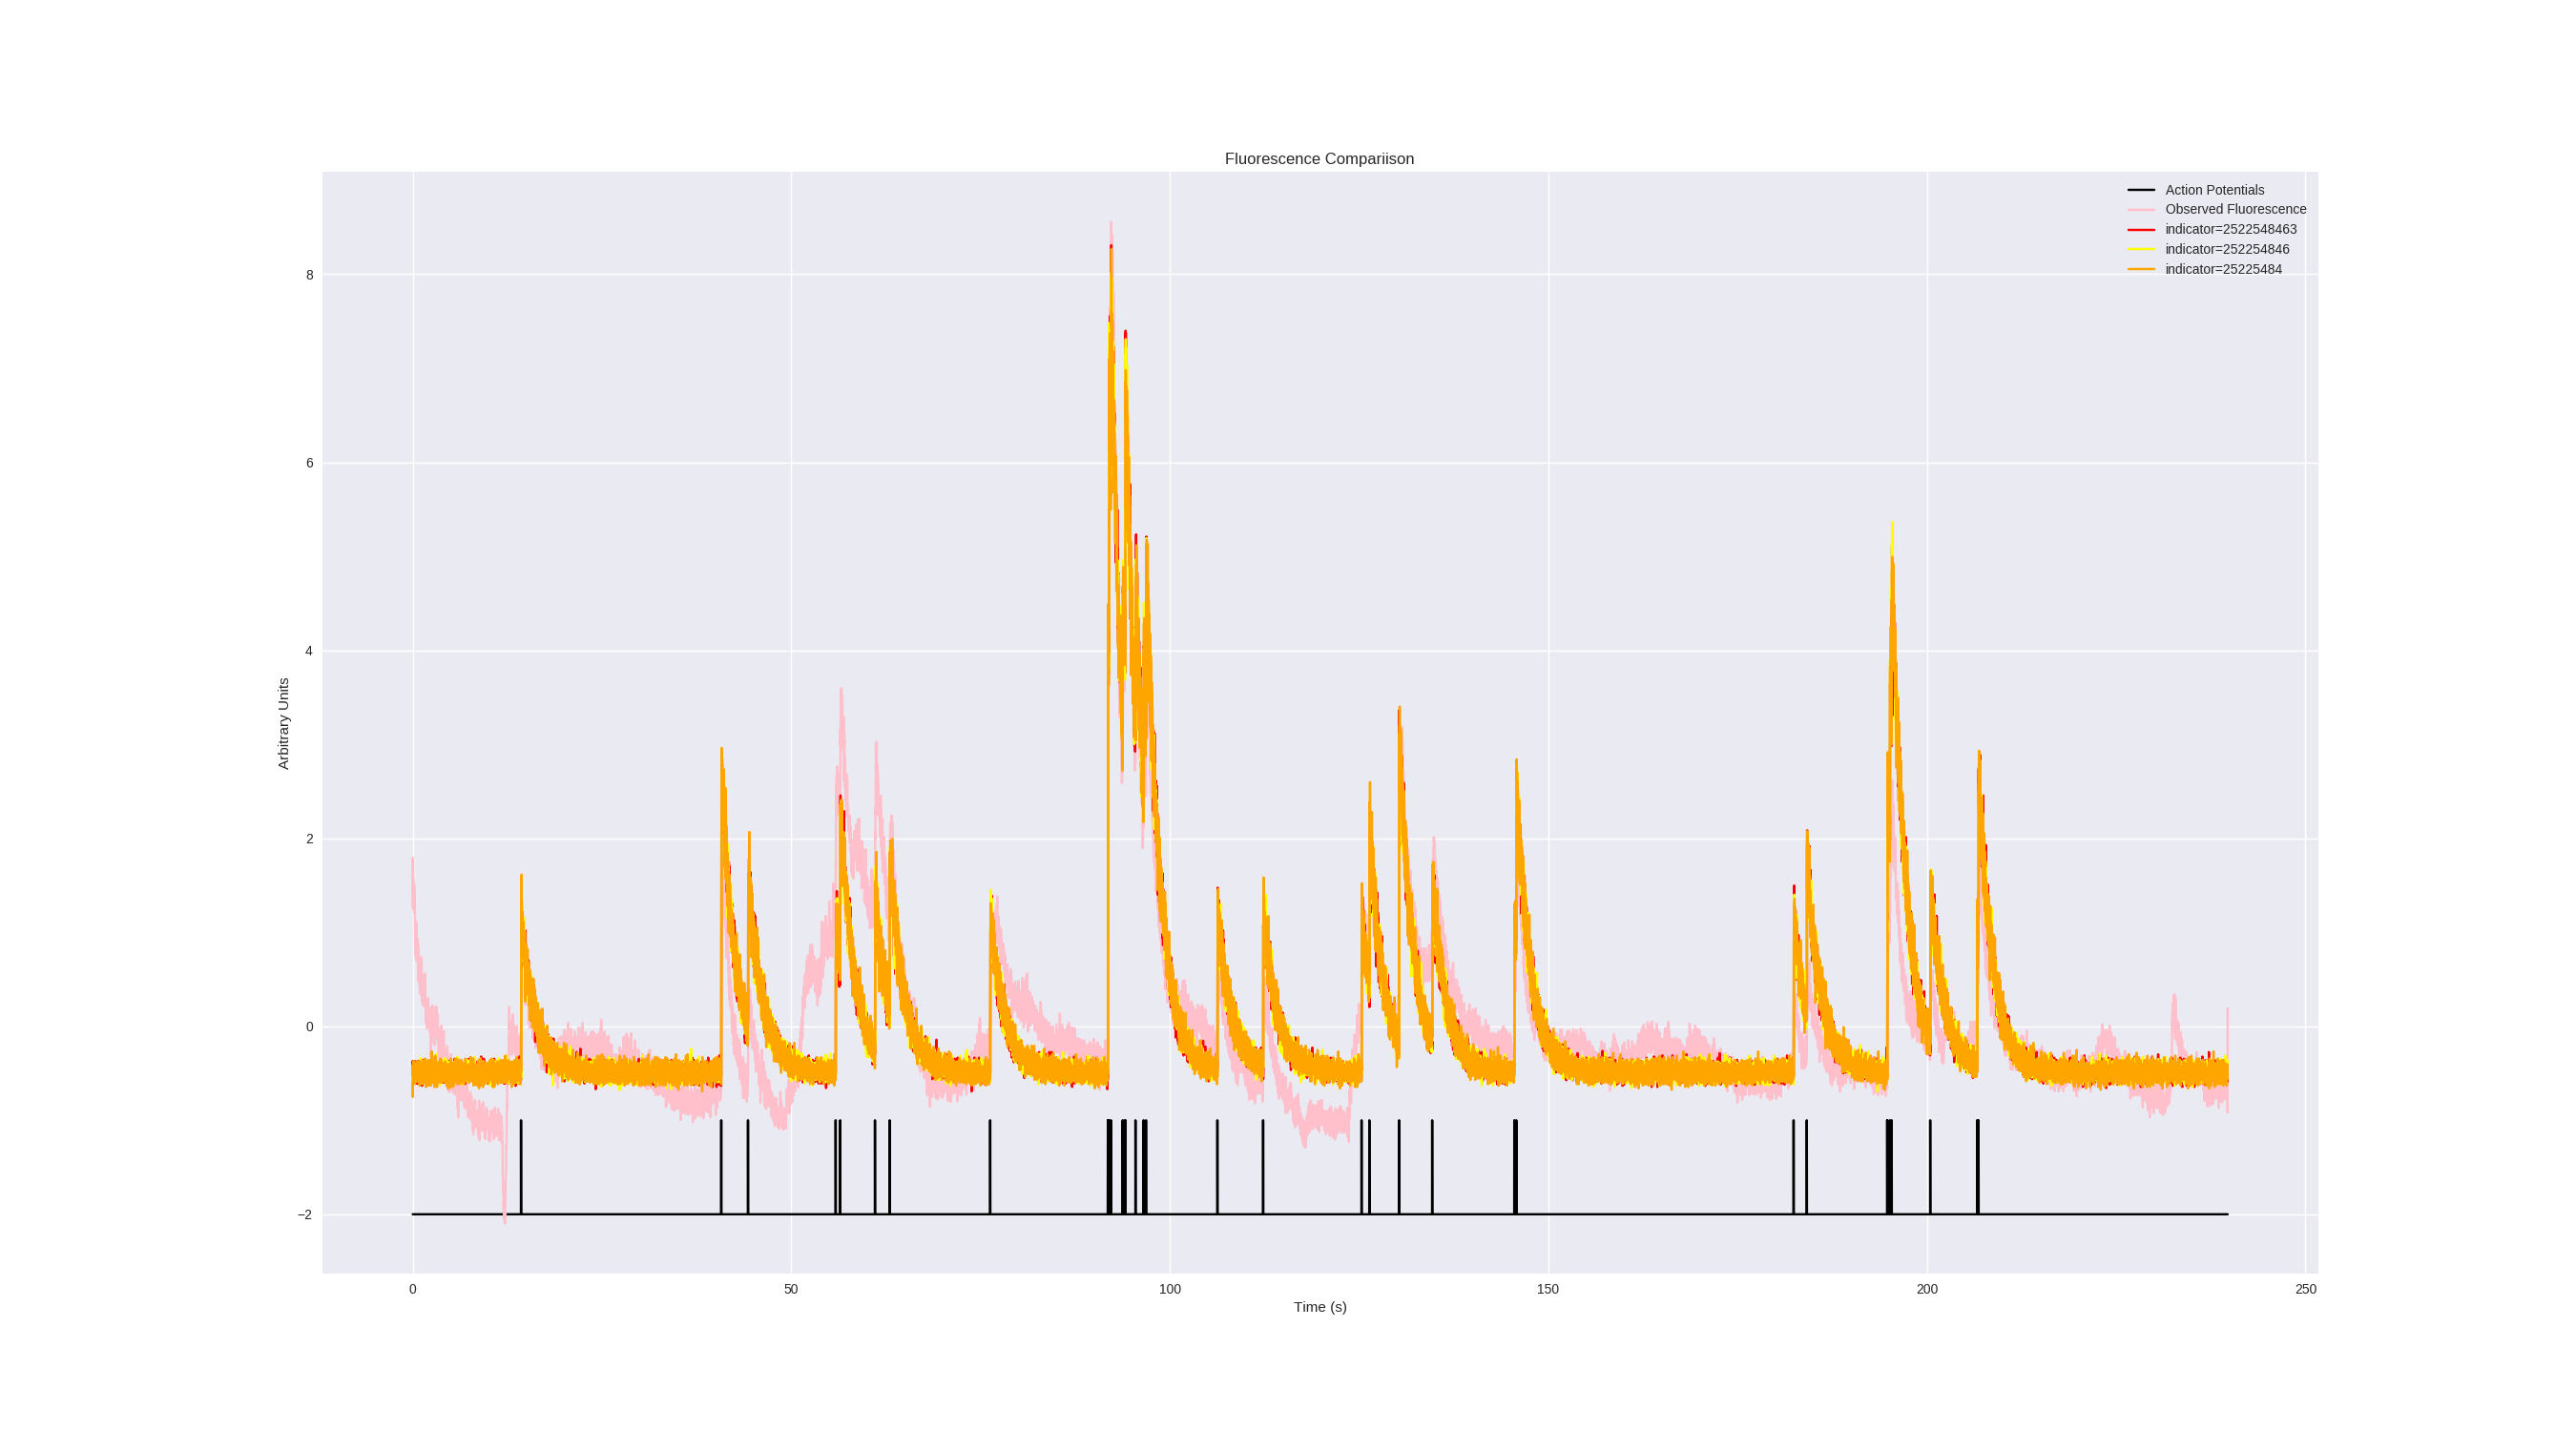 Fluorescence Compariison
Action Potentials
Observed Fluorescence
indicator=2522548463
indicator=252254846
indicator=25225484
8
6
4
2
0
−2
Arbitrary Units
0 50 100 150 200 250
Time (s)